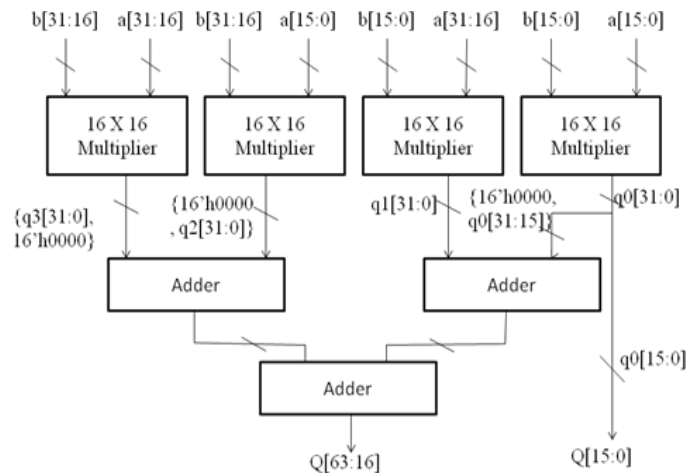 b[31:16] a[31:16] b[31:16] a[15:0] b[15:0] a[31:16] b[15:0] a[15:0]
16 X 16 16 X 16 16 X 16 16 X 16
Multiplier Multiplier Multiplier Multiplier
{q3[31:0],
16’h0000}
{16’h0000
, q2[31:0]}
q1[31:0]
{16’h0000,
q0[31:15]}
q0[31:0]
Adder Adder
Adder
q0[15:0]
Q[63:16] Q[15:0]